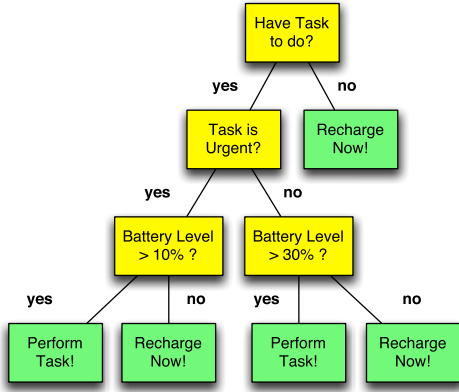 Have Task
to do?
yes
no
Task is
Urgent?
Recharge
Now!
yes
no
Battery Level
> 10% ?
Battery Level
> 30% ?
yes
no
yes
no
Perform
Task!
Recharge
Now!
Perform
Task!
Recharge
Now!